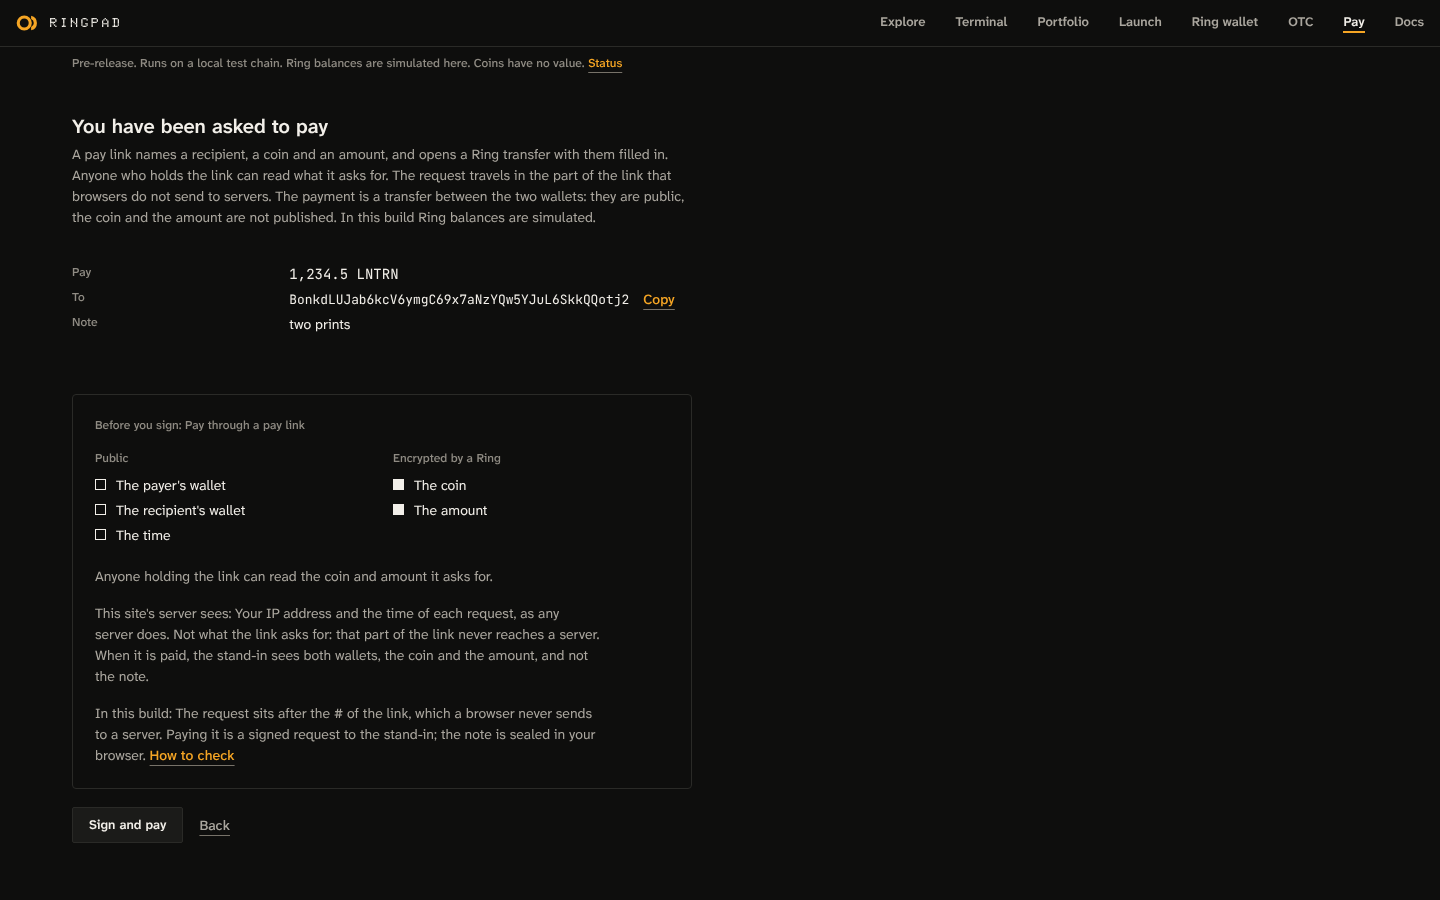 RINGPAD
Explore Terminal Portfolio Launch Ring wallet OTC Pay Docs
Pre-release. Runs on a local test chain. Ring balances are simulated here. Coins have no value. Status
You have been asked to pay
A pay link names a recipient, a coin and an amount, and opens a Ring transfer with them filled in.
Anyone who holds the link can read what it asks for. The request travels in the part of the link that
browsers do not send to servers. The payment is a transfer between the two wallets: they are public,
the coin and the amount are not published. In this build Ring balances are simulated.
Pay 1,234.5 LNTRN
To BonkdLUJab6kcV6ymgC69x7aNzYQw5YJuL6SkkQQotj2 Copy
Note two prints
Before you sign: Pay through a pay link
Public Encrypted by a Ring
The payer's wallet The coin
The recipient's wallet The amount
The time
Anyone holding the link can read the coin and amount it asks for.
This site's server sees: Your IP address and the time of each request, as any
server does. Not what the link asks for: that part of the link never reaches a server.
When it is paid, the stand-in sees both wallets, the coin and the amount, and not
the note.
In this build: The request sits after the # of the link, which a browser never sends
to a server. Paying it is a signed request to the stand-in; the note is sealed in your
browser. How to check
Sign and pay Back